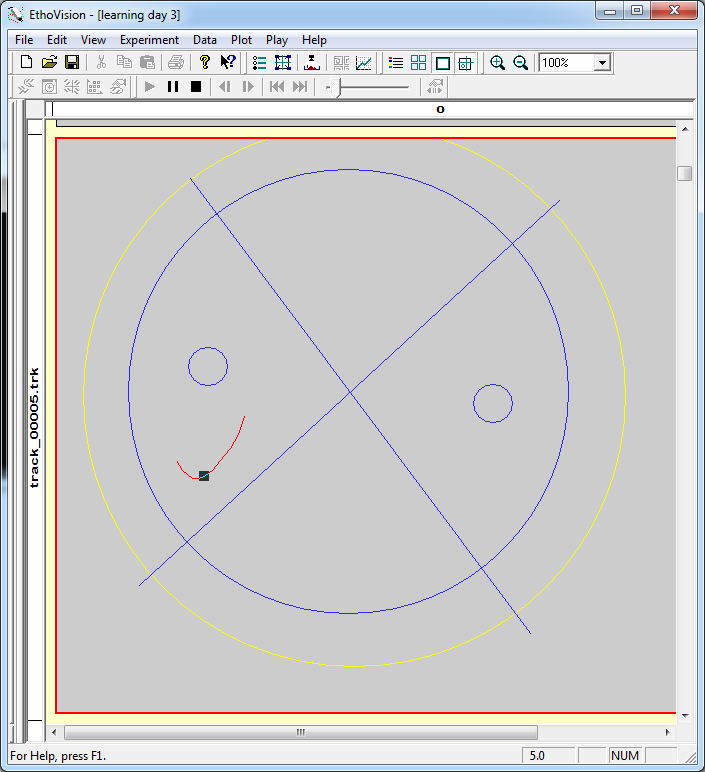 EthoVision - [learning day 3]
File Edit View Experiment Data Plot Play Help
100%
o
track_00005.trk
For Help, press F1.
5.0
NUM